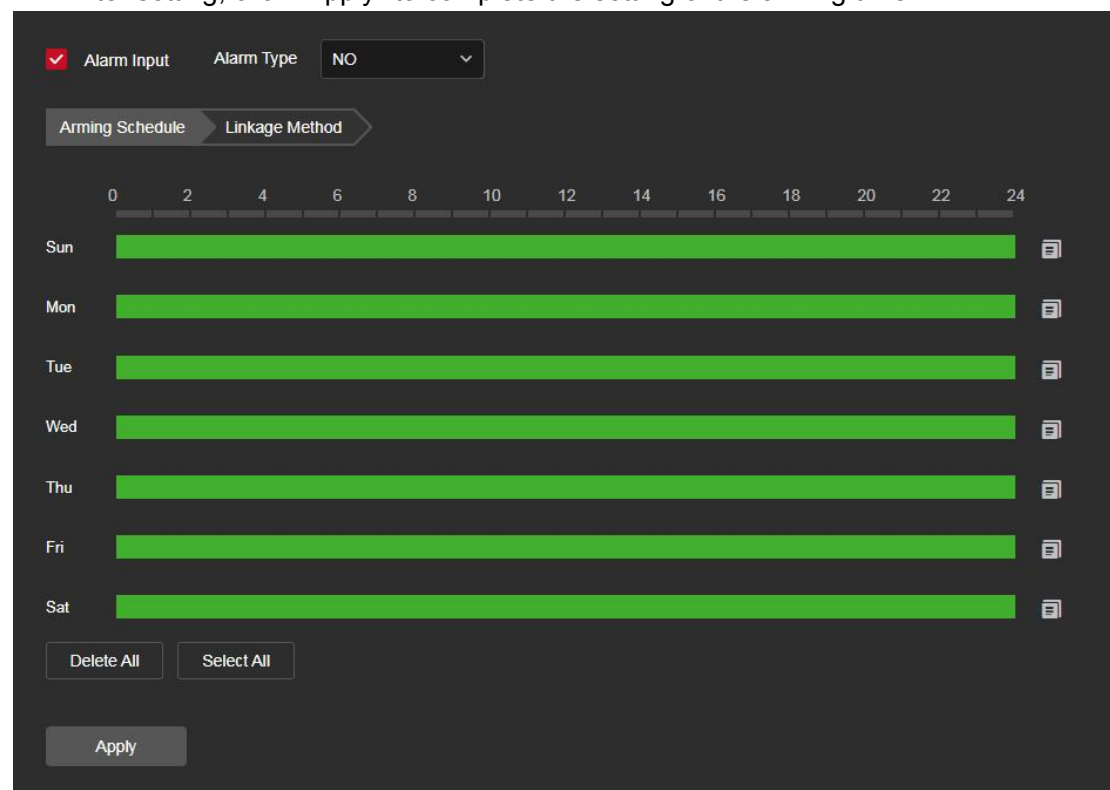 Alarm Input Alarm Type NO
Arming Schedule Linkage Method
0 2 4 6 8 10 12 14 16 18 20 22 24
Sun
Mon
Tue
Wed
Thu
Fri
Sat
Delete All Select All
Apply